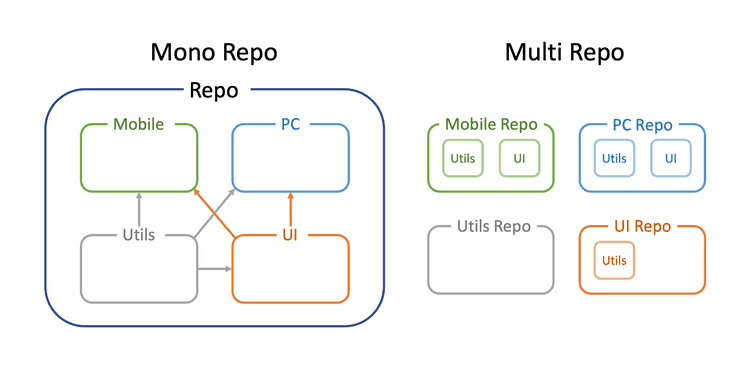 Mono Repo
Repo
Mobile
PC
Utils
UI
Multi Repo
Mobile Repo
Utils
UI
PC Repo
Utils
UI
Utils Repo
UI Repo
Utils